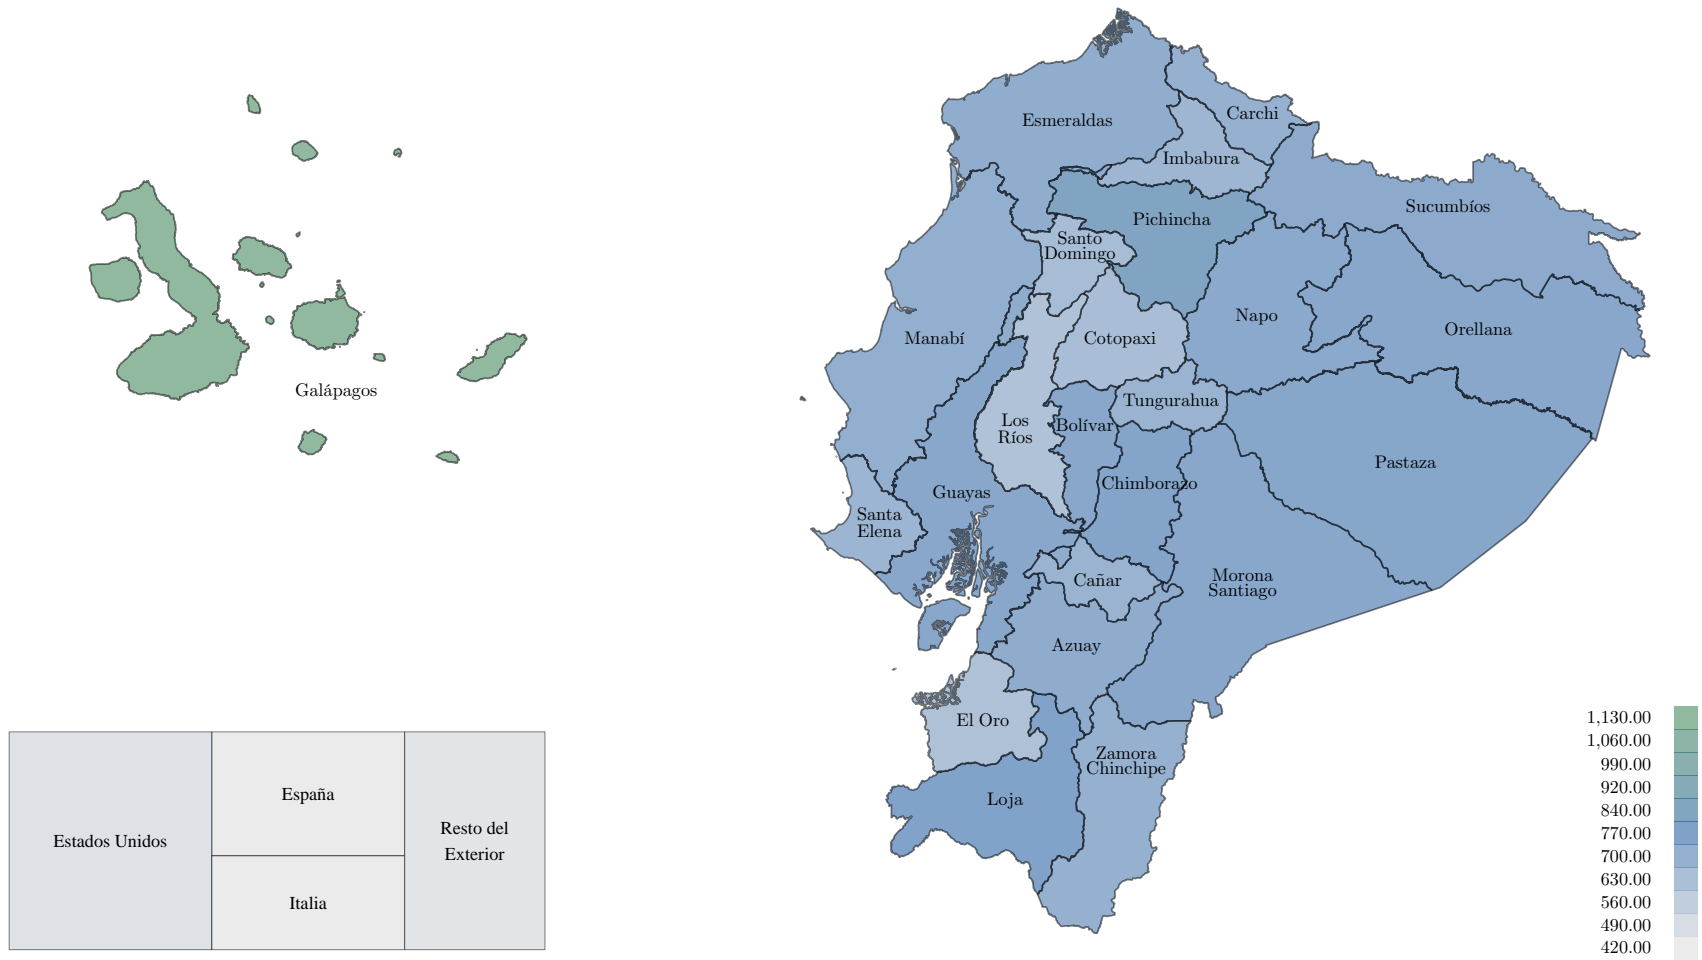 Carchi
Esmeraldas
Imbabura
Sucumbíos
Pichincha
Santo
Domingo
Napo
Orellana
Manabí
Cotopaxi
Galápagos
Tungurahua
Los
Ríos
Bolívar
Pastaza
Chimborazo
Guayas
Santa
Elena
Cañar
Morona
Santiago
Azuay
El Oro
Zamora
Chinchipe
Loja
España
Estados Unidos
Resto del
Exterior
Italia
1,130.00
1,060.00
990.00
920.00
840.00
770.00
700.00
630.00
560.00
490.00
420.00